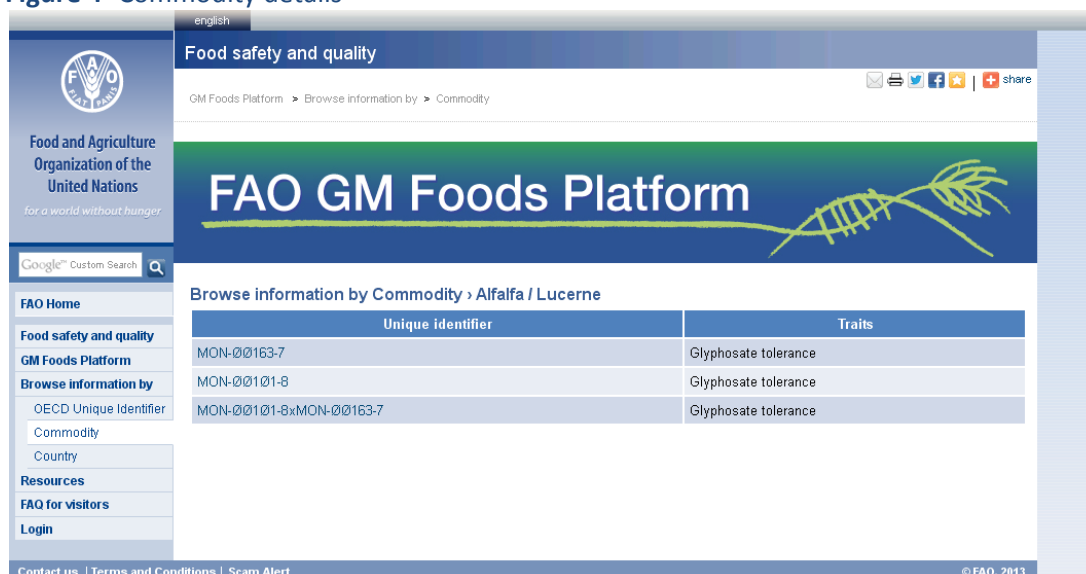 english
Food safety and quality
share
GM Foods Platform > Browse information by > Commodity
FAO
FIAT PANIS
Food and Agriculture
Organization of the
United Nations
for a world without hunger
FAO GM Foods Platform
Google™ Custom Search
FAO Home
Food safety and quality
GM Foods Platform
Browse information by
OECD Unique Identifier
Commodity
Country
Resources
FAQ for visitors
Login
Browse information by Commodity › Alfalfa / Lucerne
Unique identifier Traits
MON-ØØ163-7 Glyphosate tolerance
MON-ØØ1Ø1-8 Glyphosate tolerance
MON-ØØ1Ø1-8xMON-ØØ163-7 Glyphosate tolerance
Contact us | Terms and Conditions | Scam Alert © FAO, 2013